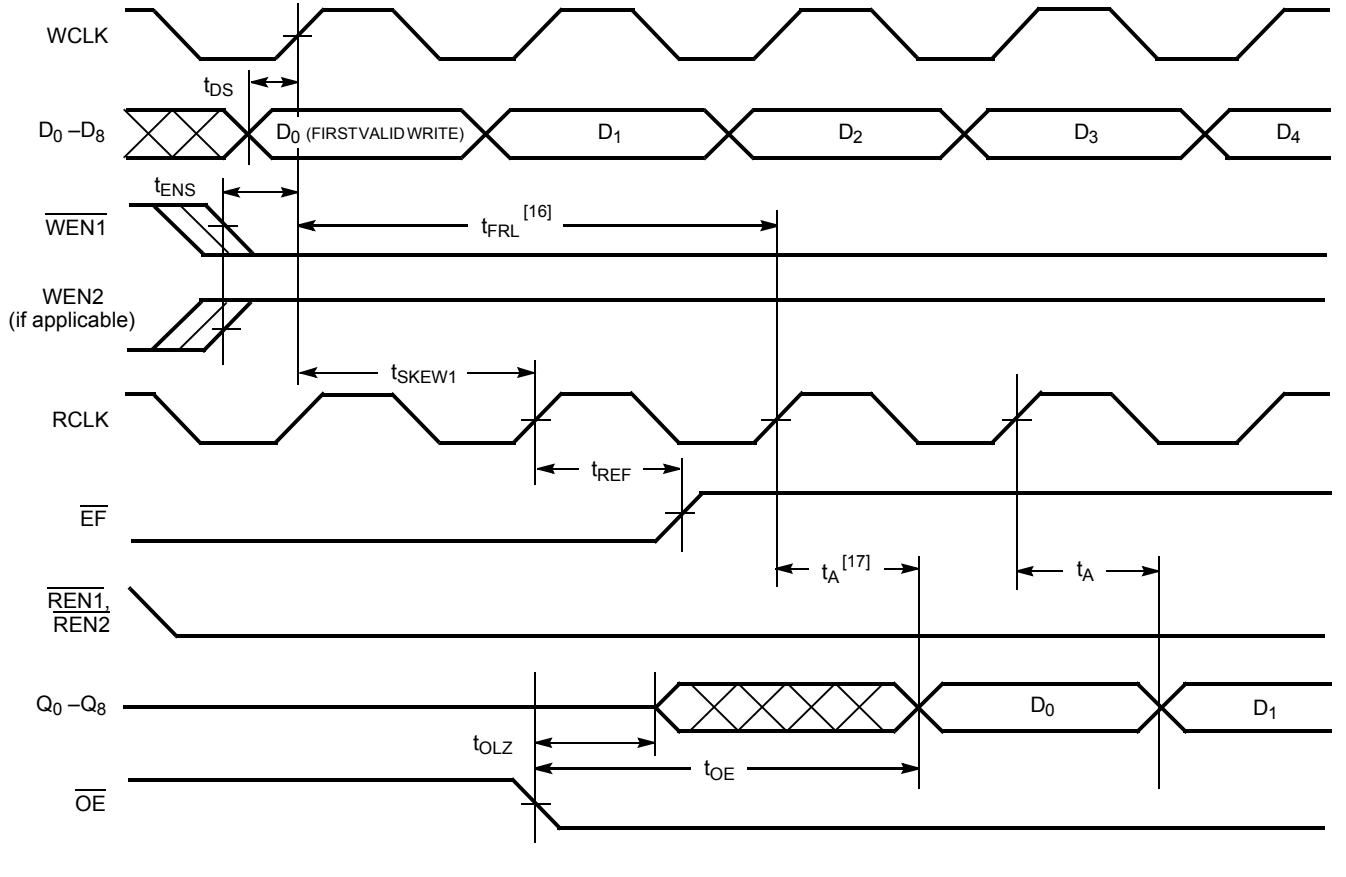 WCLK
tDS
D0 –D8
D0 (FIRST VALID WRITE)
D1
D2
D3
D4
tENS
WEN1
tFRL [16]
WEN2
(if applicable)
tSKEW1
RCLK
tREF
EF
tA [17]
tA
REN1,
REN2
Q0 –Q8
D0
D1
tOLZ
tOE
OE